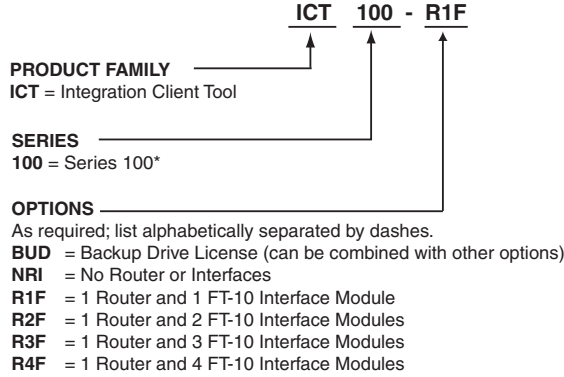 ICT 100 - R1F
PRODUCT FAMILY
ICT = Integration Client Tool
SERIES
100 = Series 100*
OPTIONS
As required; list alphabetically separated by dashes.
BUD = Backup Drive License (can be combined with other options)
NRI = No Router or Interfaces
R1F = 1 Router and 1 FT-10 Interface Module
R2F = 1 Router and 2 FT-10 Interface Modules
R3F = 1 Router and 3 FT-10 Interface Modules
R4F = 1 Router and 4 FT-10 Interface Modules